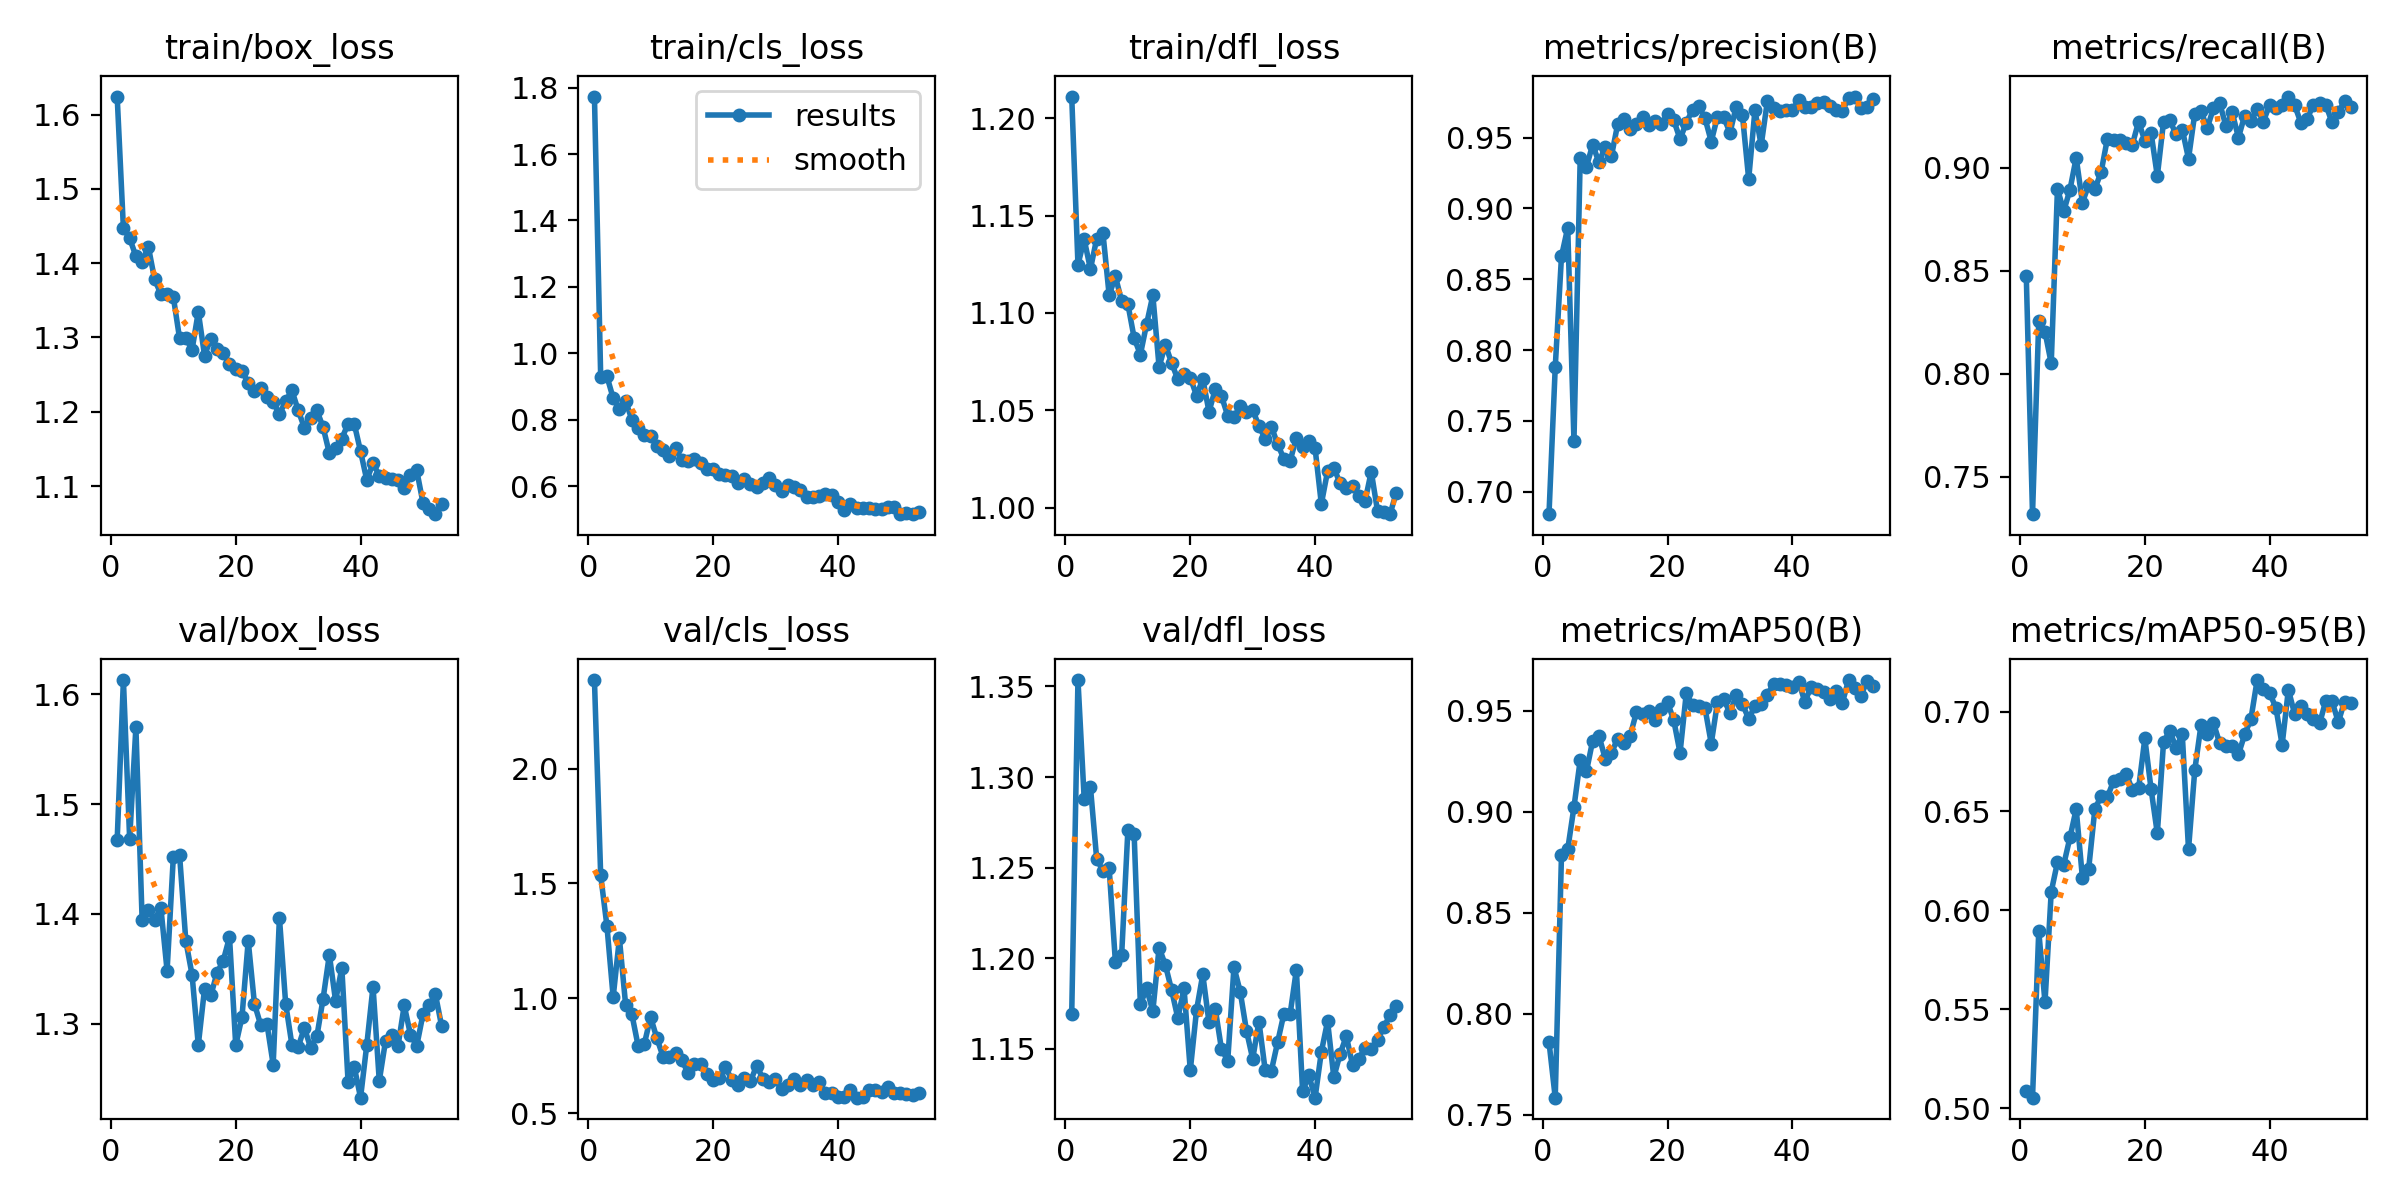 train/box_loss
train/cls_loss
train/dfl_loss
metrics/precision(B)
metrics/recall(B)
1.6
1.5
1.4
1.3
1.2
1.1
0 20 40
1.8
1.6
1.4
1.2
1.0
0.8
0.6
0 20 40
results
smooth
1.20
1.15
1.10
1.05
1.00
0 20 40
0.95
0.90
0.85
0.80
0.75
0.70
0 20 40
0.90
0.85
0.80
0.75
0 20 40
val/box_loss
val/cls_loss
val/dfl_loss
metrics/mAP50(B)
metrics/mAP50-95(B)
1.6
1.5
1.4
1.3
0 20 40
2.0
1.5
1.0
0.5
0 20 40
1.35
1.30
1.25
1.20
1.15
0 20 40
0.95
0.90
0.85
0.80
0.75
0 20 40
0.70
0.65
0.60
0.55
0.50
0 20 40